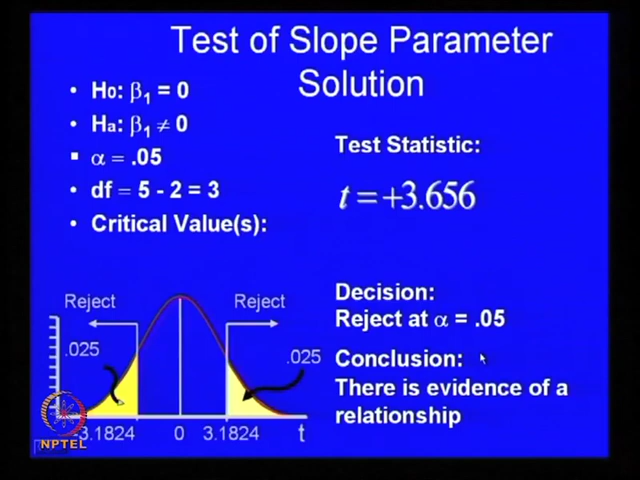 Test of Slope Parameter
Solution
• H₀: β₁ = 0
• Hₐ: β₁ ≠ 0
▪ α = .05
• df = 5 - 2 = 3
• Critical Value(s):
Test Statistic:
t = +3.656
Reject
Reject
.025
.025
-3.1824
0
3.1824
t
Decision:
Reject at α = .05
Conclusion:
There is evidence of a
relationship
NPTEL